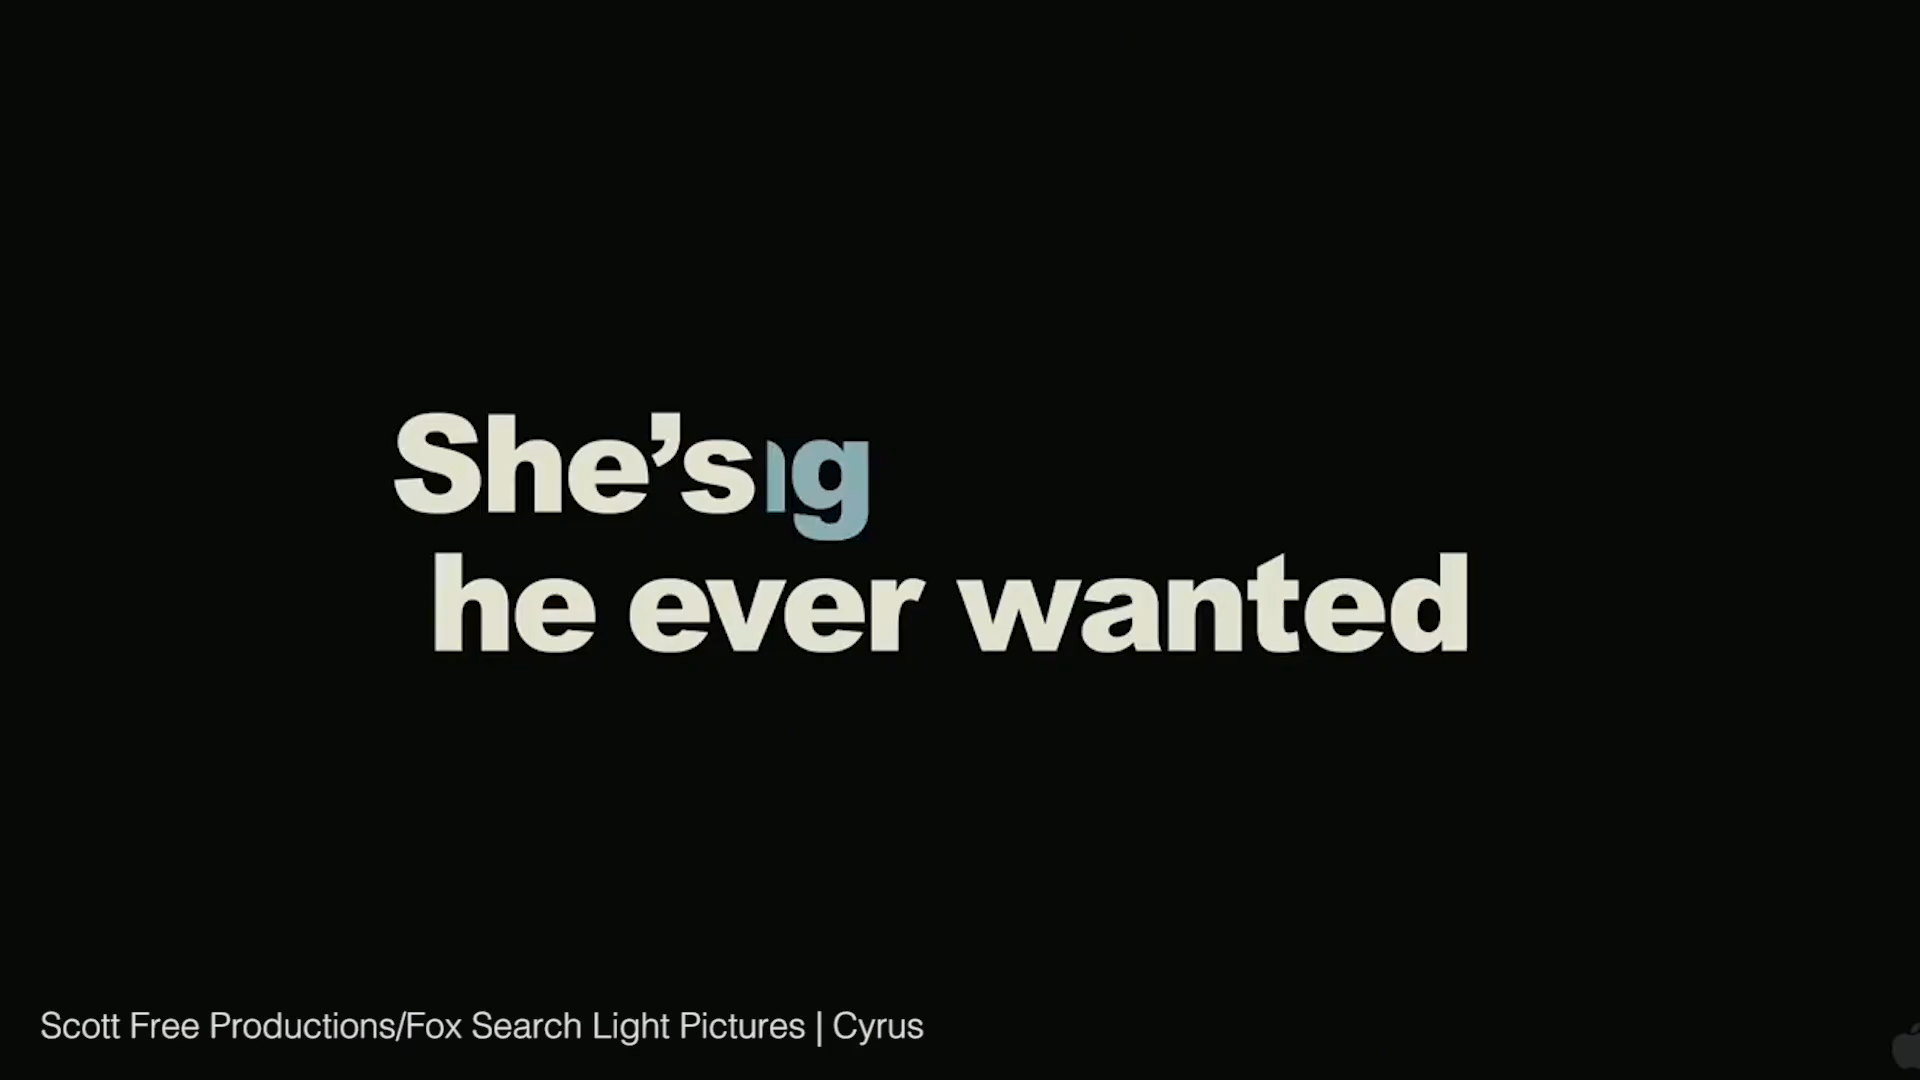 She's g
he ever wanted
Scott Free Productions/Fox Search Light Pictures | Cyrus